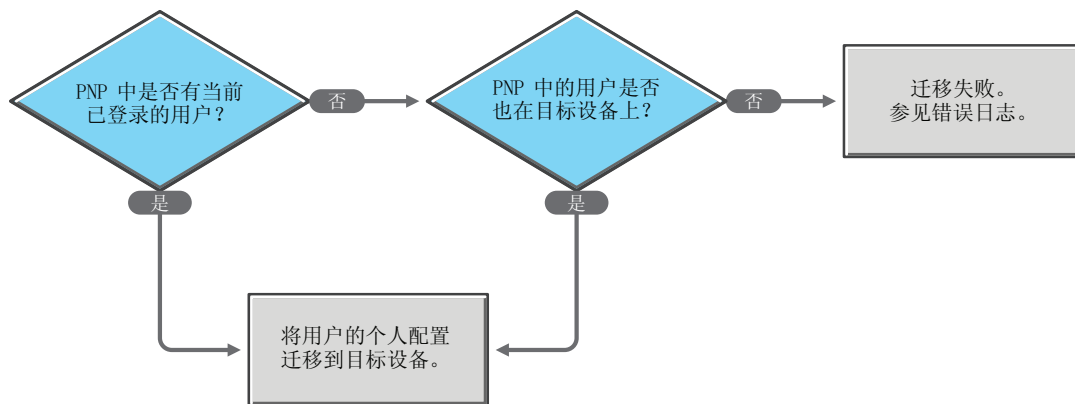 PNP 中是否有当前
已登录的用户？
否
PNP 中的用户是否
也在目标设备上？
否
迁移失败。
参见错误日志。
是
是
将用户的个人配置
迁移到目标设备。